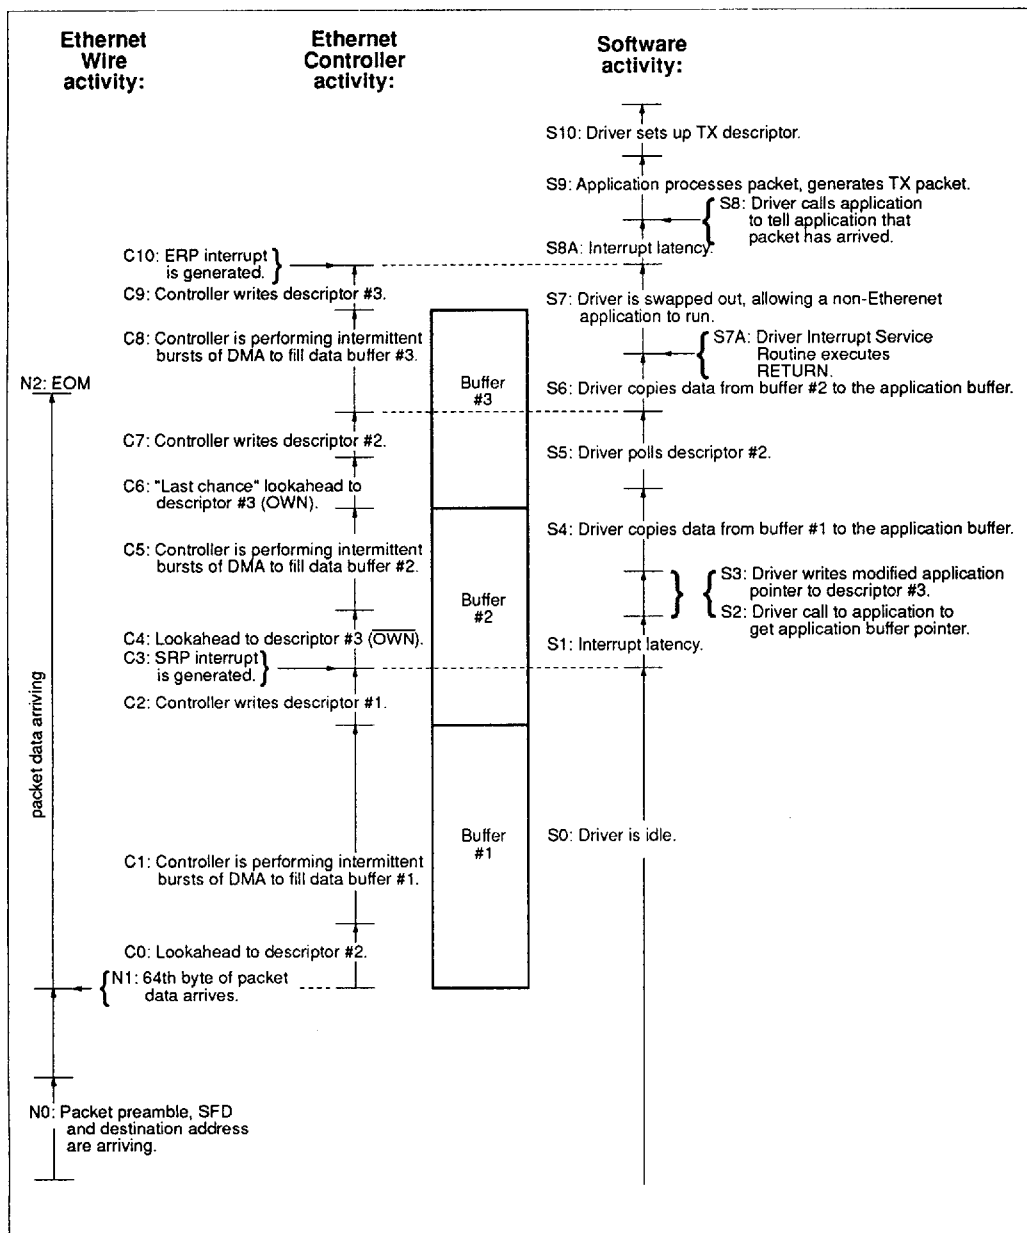 Ethernet
Wire
activity:
Ethernet
Controller
activity:
Software
activity:
S10: Driver sets up TX descriptor.
S9: Application processes packet, generates TX packet.
S8: Driver calls application
to tell application that
packet has arrived.
S8A: Interrupt latency.
C10: ERP interrupt
is generated.
C9: Controller writes descriptor #3.
S7: Driver is swapped out, allowing a non-Etherenet
application to run.
C8: Controller is performing intermittent
bursts of DMA to fill data buffer #3.
S7A: Driver Interrupt Service
Routine executes
RETURN.
N2: EOM
Buffer
#3
S6: Driver copies data from buffer #2 to the application buffer.
C7: Controller writes descriptor #2.
S5: Driver polls descriptor #2.
C6: "Last chance" lookahead to
descriptor #3 (OWN).
S4: Driver copies data from buffer #1 to the application buffer.
C5: Controller is performing intermittent
bursts of DMA to fill data buffer #2.
S3: Driver writes modified application
pointer to descriptor #3.
Buffer
#2
S2: Driver call to application to
get application buffer pointer.
C4: Lookahead to descriptor #3 (O̅W̅N̅).
S1: Interrupt latency.
C3: SRP interrupt
is generated.
C2: Controller writes descriptor #1.
packet data arriving
Buffer
#1
S0: Driver is idle.
C1: Controller is performing intermittent
bursts of DMA to fill data buffer #1.
C0: Lookahead to descriptor #2.
N1: 64th byte of packet
data arrives.
N0: Packet preamble, SFD
and destination address
are arriving.